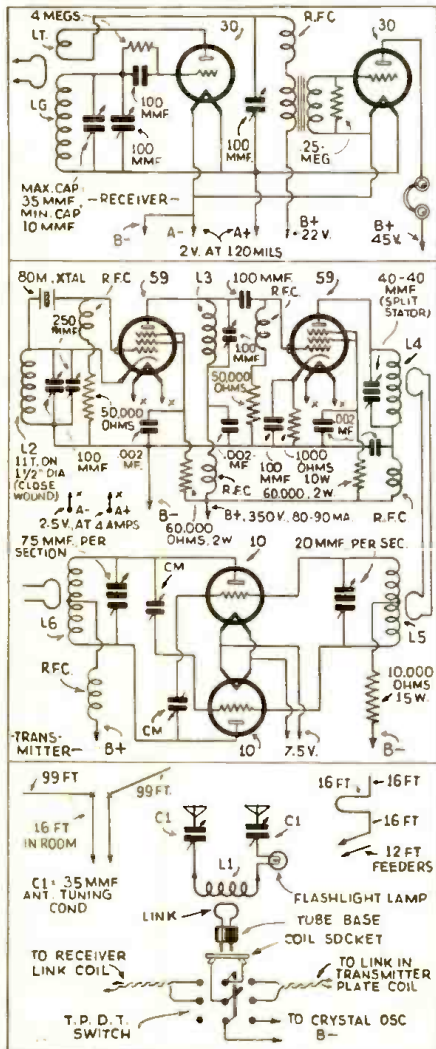 LT.
4 MEGS.
30
R.F.C
30
LG
100
MMF.
100
MMF.
100
MMF.
.25-
MEG.
MAX. CAP.
35 MMF,
MIN. CAP
10 MMF.
-RECEIVER-
B-
A-
A+
2 V. AT 120 MILS
B+
22 V.
B+
45 V.
80 M. XTAL
R.F.C
59
L3
100 MMF.
59
40-40
MMF
(SPLIT
STATOR)
250
MMF.
R.F.C.
100
MMF.
L4
L2
11 T. ON
1 1/2" DIA
(CLOSE
WOUND)
50,000
OHMS
50,000
OHMS
100
MMF
.002
MF.
.002
MF.
100
MMF
1000
OHMS
10W
.002
MF.
x
A-
x
A+
2.5 V. AT 4 AMPS
B-
60,000
OHMS, 2W
R.F.C
B+, 350 V. 80-90 MA.
60,000, 2W
R.F.C
75 MMF. PER
SECTION
CM
10
20 MMF. PER SEC.
L6
L5
R.F.C.
B+
CM
10
7.5 V.
10,000
OHMS
15 W.
B-
-TRANS-
MITTER-
99 FT
99 FT.
16 FT
IN ROOM
C1
C1
L1
16 FT
16 FT
16 FT
12 FT
FEEDERS
C1 = 35 MMF
ANT. TUNING
COND
FLASHLIGHT LAMP
LINK
TUBE BASE
COIL SOCKET
TO RECEIVER
LINK COIL
TO LINK IN
TRANSMITTER
PLATE COIL
T. P. D. T.
SWITCH
TO CRYSTAL OSC
B-